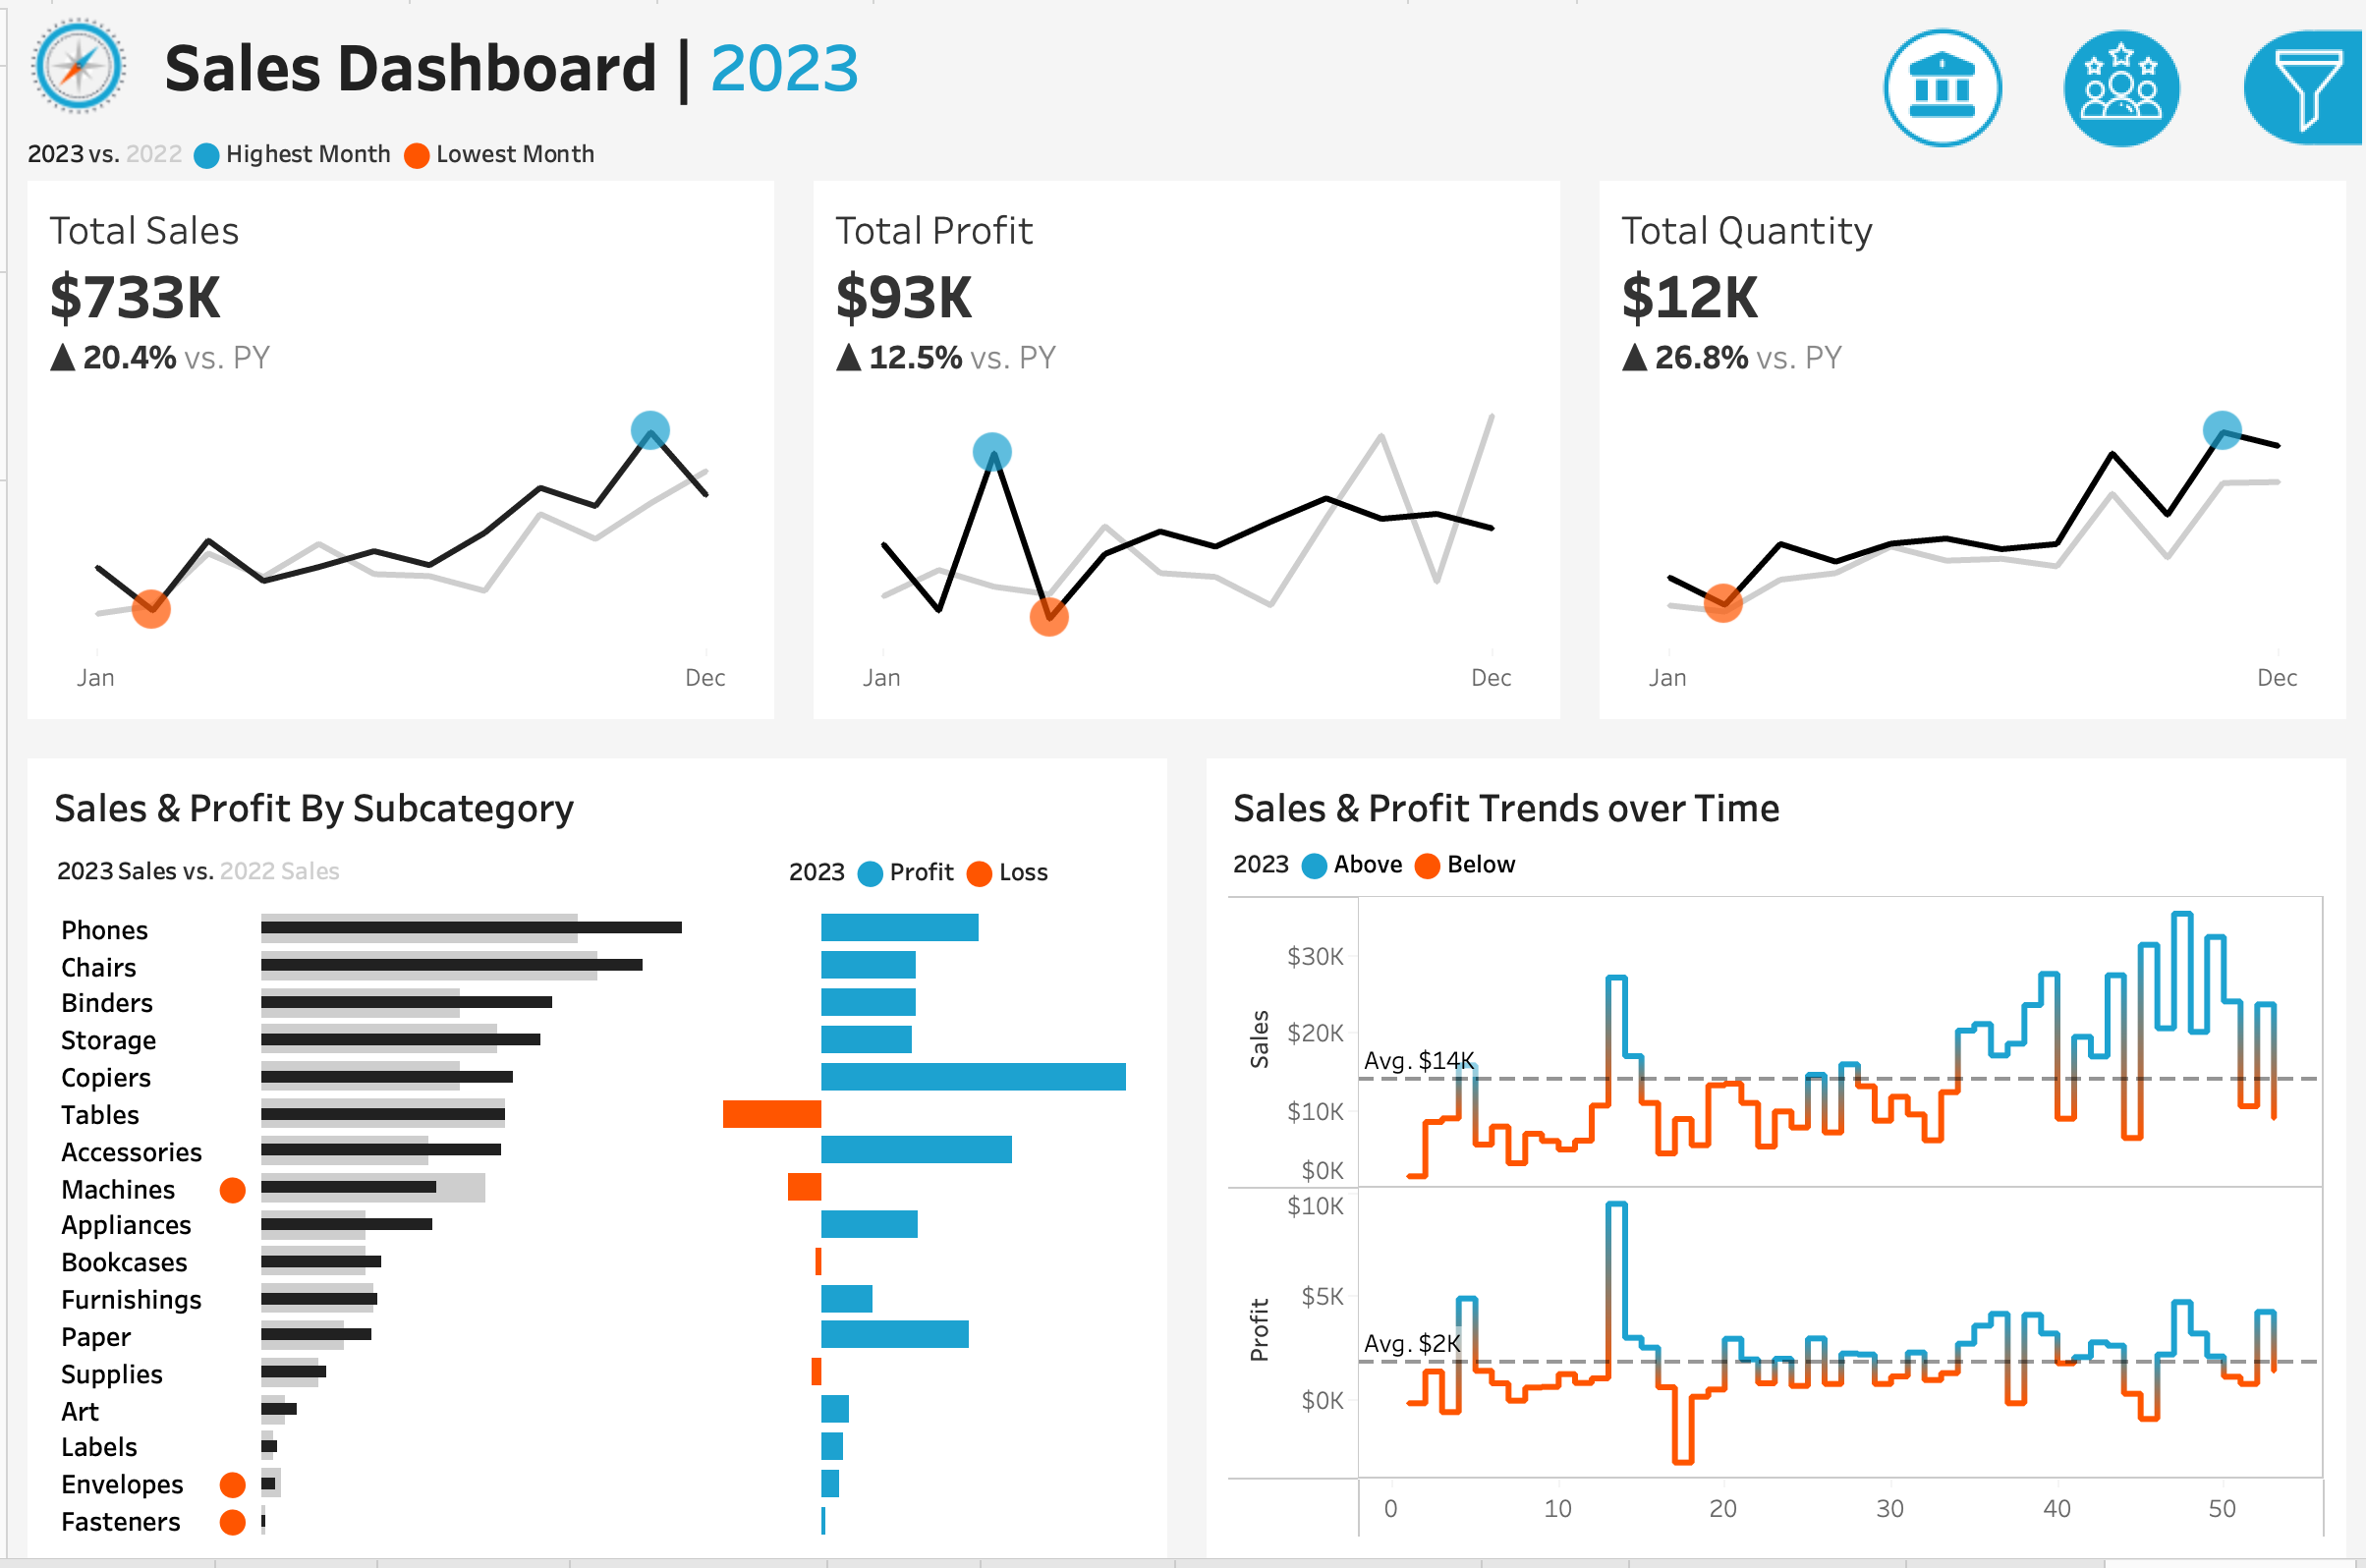 Sales Dashboard | 2023
2023 vs. 2022 Highest Month Lowest Month
Total Sales
$733K
▲ 20.4% vs. PY
Jan Dec
Total Profit
$93K
▲ 12.5% vs. PY
Jan Dec
Total Quantity
$12K
▲ 26.8% vs. PY
Jan Dec
Sales & Profit By Subcategory
2023 Sales vs. 2022 Sales
2023 Profit Loss
Phones
Chairs
Binders
Storage
Copiers
Tables
Accessories
Machines
Appliances
Bookcases
Furnishings
Paper
Supplies
Art
Labels
Envelopes
Fasteners
Sales & Profit Trends over Time
2023 Above Below
Sales
$30K
$20K
Avg. $14K
$10K
$0K
Profit
$10K
$5K
Avg. $2K
$0K
0 10 20 30 40 50